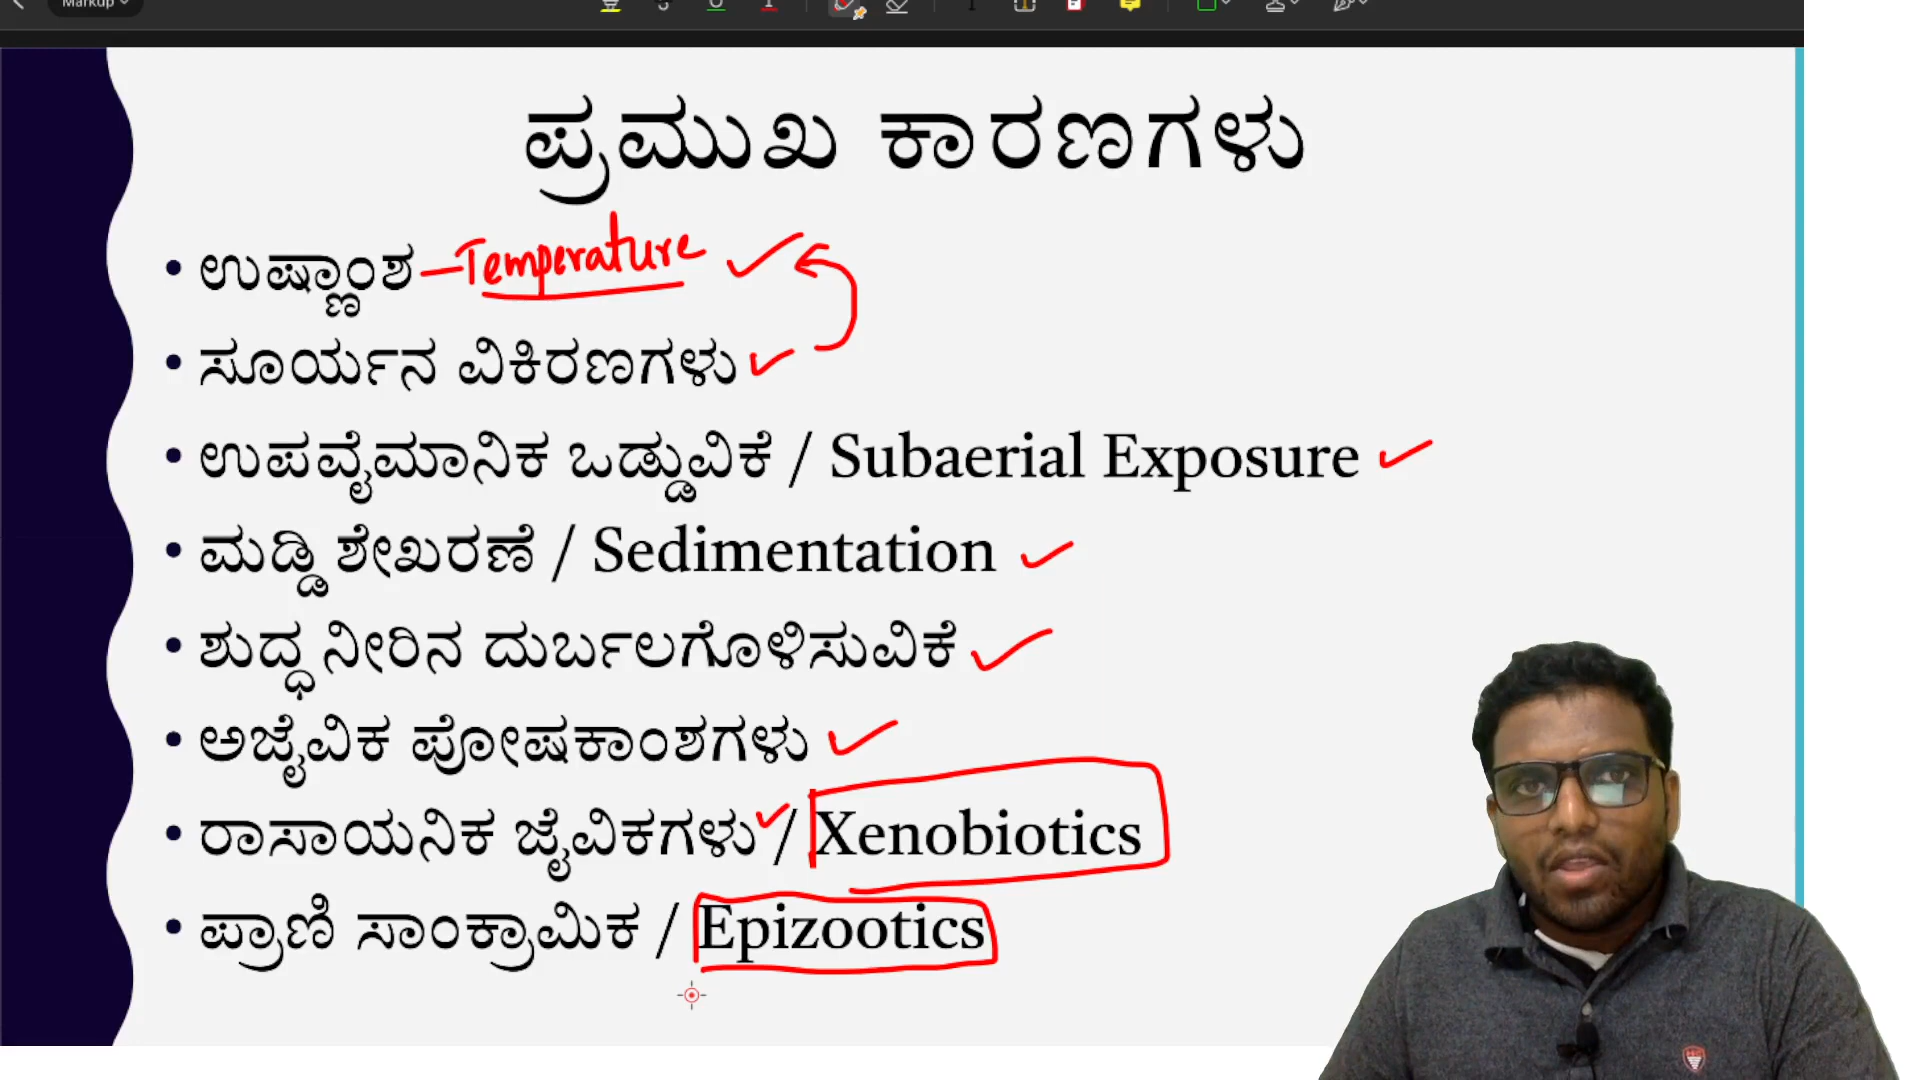 Markup
ಪ್ರಮುಖ ಕಾರಣಗಳು
• ಉಷ್ಣಾಂಶ – Temperature
• ಸೂರ್ಯನ ವಿಕಿರಣಗಳು
• ಉಪವೈಮಾನಿಕ ಒಡ್ಡುವಿಕೆ / Subaerial Exposure
• ಮಡ್ಡಿ ಶೇಖರಣೆ / Sedimentation
• ಶುದ್ಧ ನೀರಿನ ದುರ್ಬಲಗೊಳಿಸುವಿಕೆ
• ಅಜೈವಿಕ ಪೋಷಕಾಂಶಗಳು
• ರಾಸಾಯನಿಕ ಜೈವಿಕಗಳು / Xenobiotics
• ಪ್ರಾಣಿ ಸಾಂಕ್ರಾಮಿಕ / Epizootics